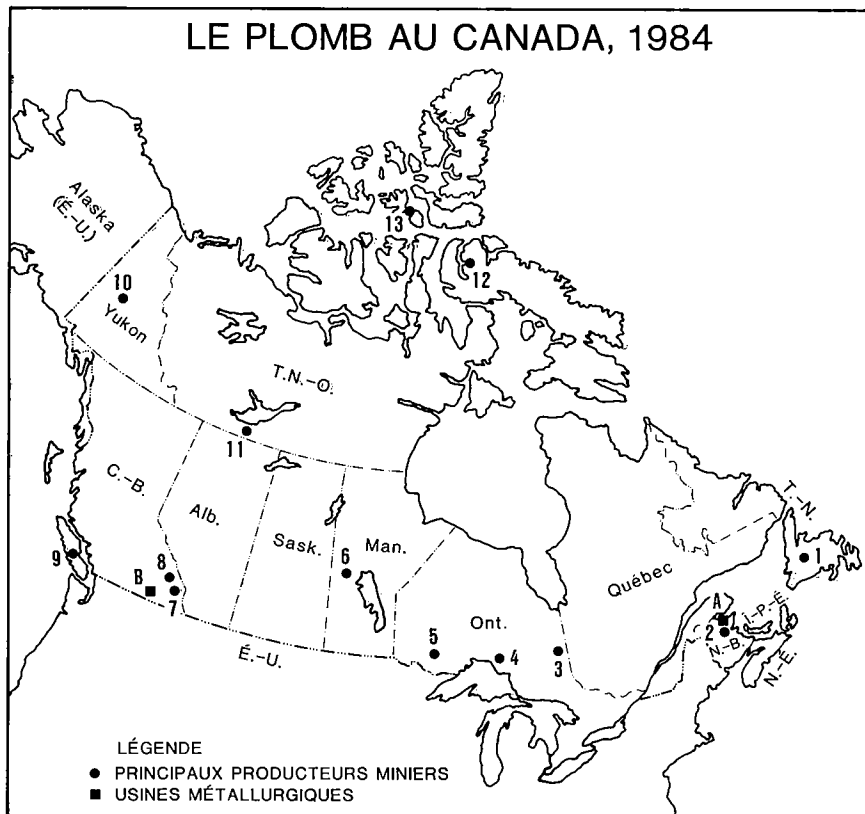 LE PLOMB AU CANADA, 1984
Alaska
(É.-U.)
13
12
10
Yukon
T.N.-O.
11
C.-B.
Alb.
Sask.
Man.
Québec
T.-N.
9
8
B
7
6
1
A
Î.-P.-É.
2
N.-B.
N.-É.
Ont.
5
4
3
É.-U.
LÉGENDE
● PRINCIPAUX PRODUCTEURS MINIERS
■ USINES MÉTALLURGIQUES